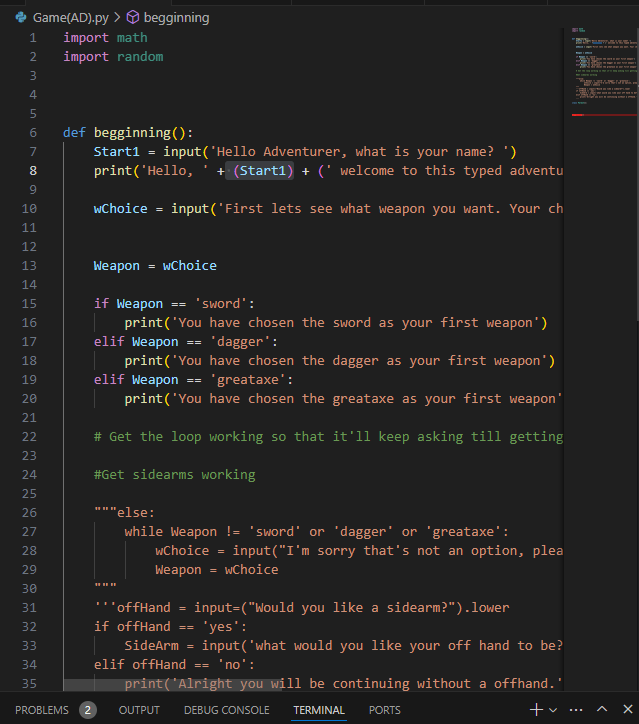 Game(AD).py > begginning
1 import math
2 import random
3
4
5
6 def begginning():
7 Start1 = input('Hello Adventurer, what is your name? ')
8 print('Hello, ' + (Start1) + (' welcome to this typed adventu
9
10 wChoice = input('First lets see what weapon you want. Your ch
11
12
13 Weapon = wChoice
14
15 if Weapon == 'sword':
16 print('You have chosen the sword as your first weapon')
17 elif Weapon == 'dagger':
18 print('You have chosen the dagger as your first weapon')
19 elif Weapon == 'greataxe':
20 print('You have chosen the greataxe as your first weapon'
21
22 # Get the loop working so that it'll keep asking till getting
23
24 #Get sidearms working
25
26 """else:
27 while Weapon != 'sword' or 'dagger' or 'greataxe':
28 wChoice = input("I'm sorry that's not an option, plea
29 Weapon = wChoice
30 """
31 '''offHand = input=("Would you like a sidearm?").lower
32 if offHand == 'yes':
33 SideArm = input('what would you like your off hand to be?
34 elif offHand == 'no':
35 print('Alright you will be continuing without a offhand.'
PROBLEMS 2 OUTPUT DEBUG CONSOLE TERMINAL PORTS